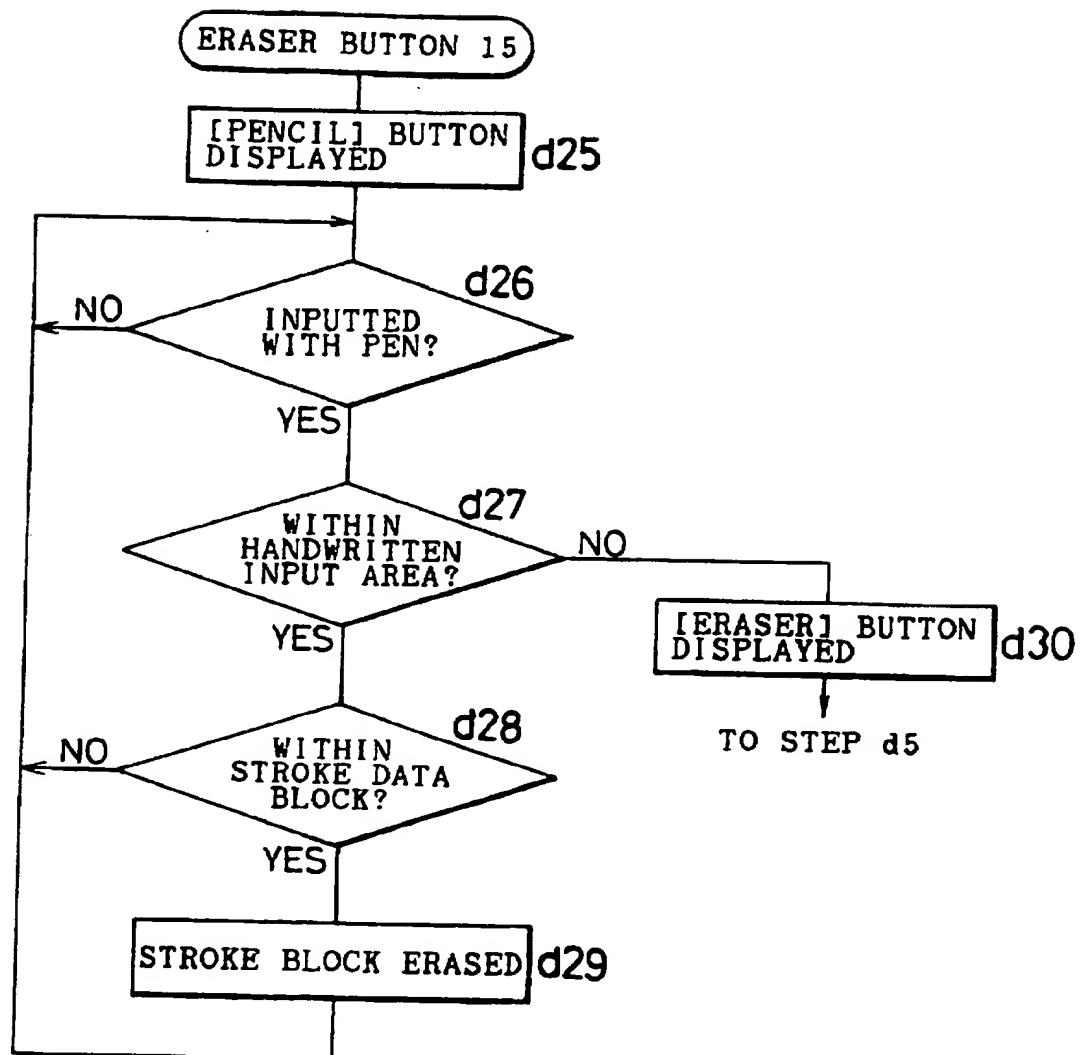 ERASER BUTTON 15
[PENCIL] BUTTON
DISPLAYED
d25
d26
NO
INPUTTED
WITH PEN?
YES
d27
WITHIN
HANDWRITTEN
INPUT AREA?
NO
YES
[ERASER] BUTTON
DISPLAYED
d30
TO STEP d5
d28
NO
WITHIN
STROKE DATA
BLOCK?
YES
STROKE BLOCK ERASED
d29